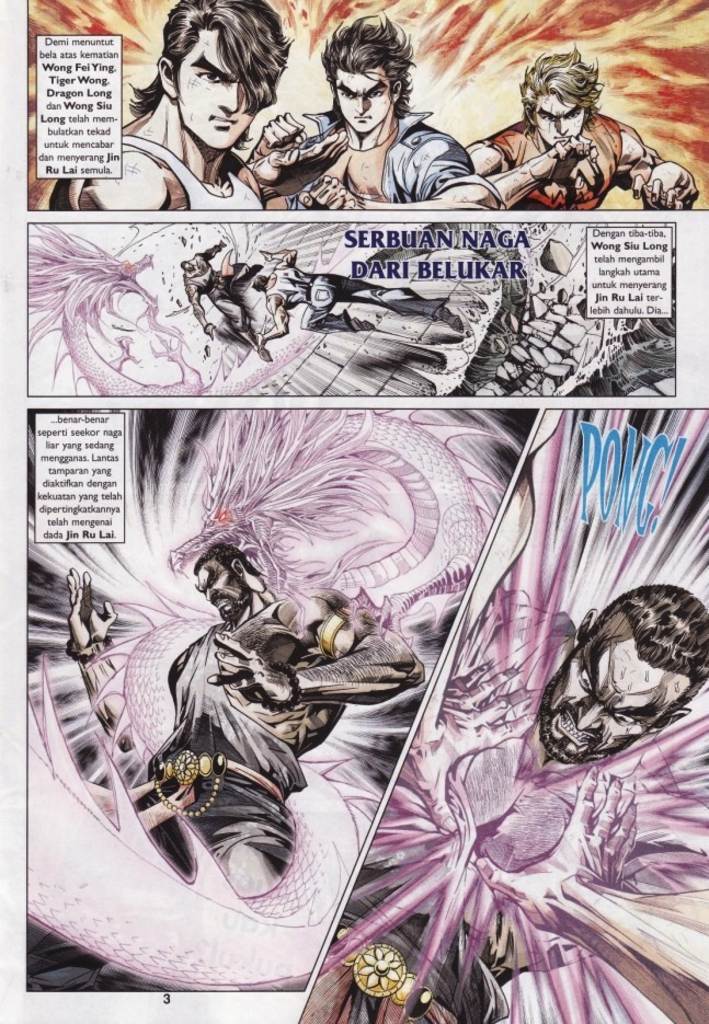 Demi menuntut
bela atas kematian
Wong Fei Ying,
Tiger Wong,
Dragon Long
dan Wong Siu
Long telah mem-
bulatkan tekad
untuk mencabar
dan menyerang Jin
Ru Lai semula.
SERBUAN NAGA
DARI BELUKAR
Dengan tiba-tiba,
Wong Siu Long
telah mengambil
langkah utama
untuk menyerang
Jin Ru Lai ter-
lebih dahulu. Dia...
...benar-benar
seperti seekor naga
liar yang sedang
mengganas. Lantas
tamparan yang
diaktifkan dengan
kekuatan yang telah
dipertingkatkannya
telah mengenai
dada Jin Ru Lai.
PONG!
3